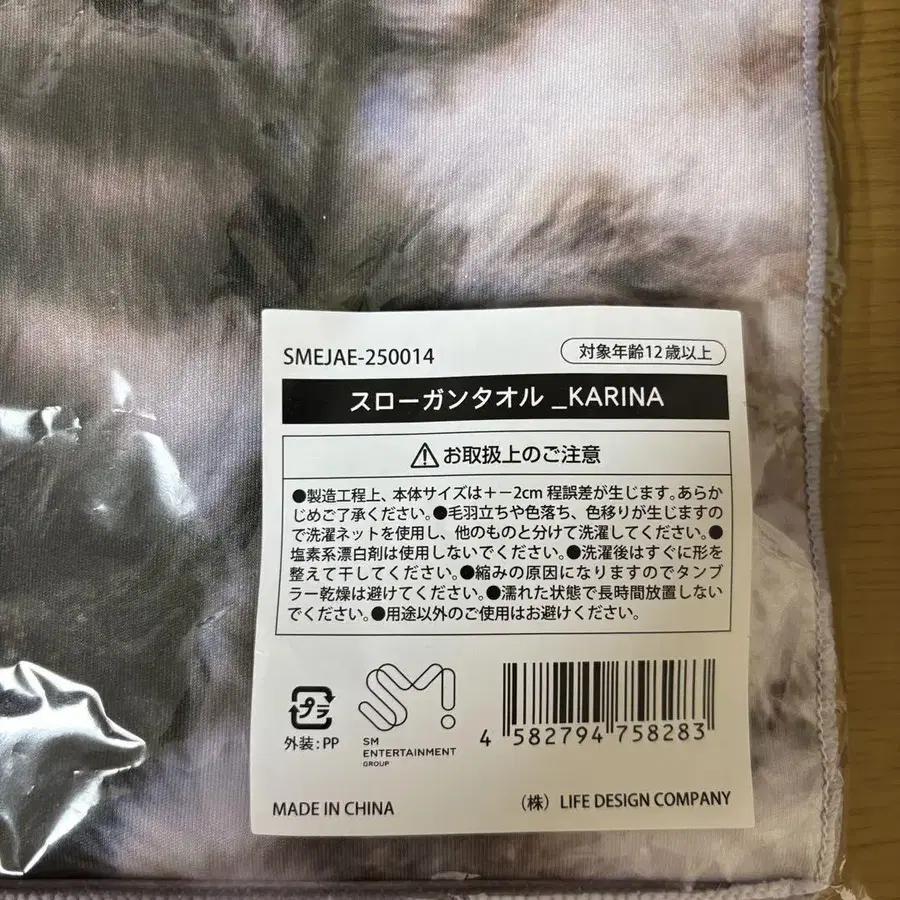 SMEJAE-250014
対象年齢12歳以上
スローガンタオル _KARINA
⚠お取扱上のご注意
●製造工程上、本体サイズは+−2cm 程誤差が生じます。あらか
じめご了承ください。●毛羽立ちや色落ち、色移りが生じますの
で洗濯ネットを使用し、他のものと分けて洗濯してください。●
塩素系漂白剤は使用しないでください。●洗濯後はすぐに形を
整えて干してください。●縮みの原因になりますのでタンブ
ラー乾燥は避けてください。●濡れた状態で長時間放置しない
でください。●用途以外のご使用はお避けください。
プラ
外装:PP
SM
SM
ENTERTAINMENT
GROUP
4 582794 758283
MADE IN CHINA
(株) LIFE DESIGN COMPANY